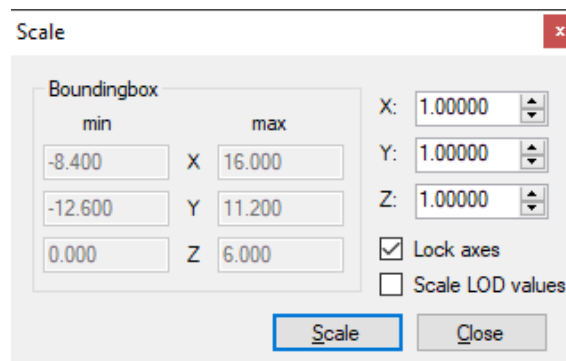 Scale
x
Boundingbox
min max
-8.400 X 16.000
-12.600 Y 11.200
0.000 Z 6.000
X: 1.00000
Y: 1.00000
Z: 1.00000
Lock axes
Scale LOD values
Scale Close